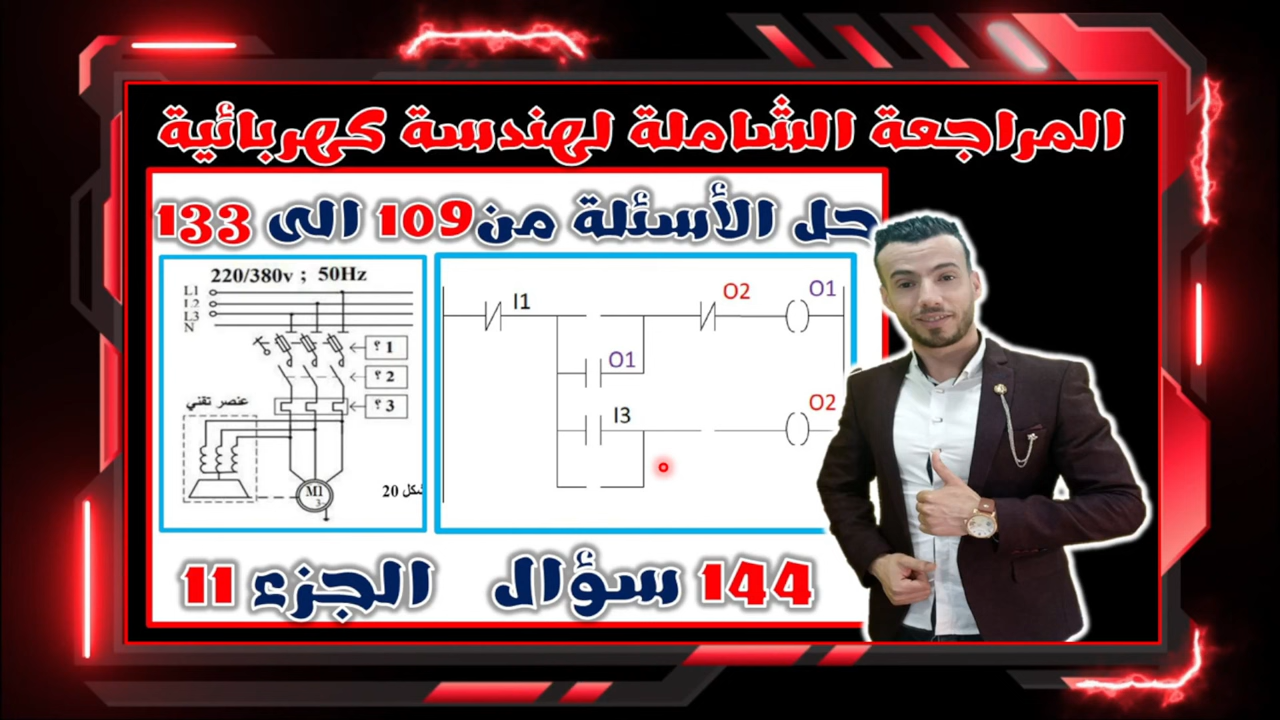 المراجعة الشاملة لهندسة كهربائية
حل الأسئلة من 109 الى 133
220/380v ; 50Hz
L1
L2
L3
N
؟ 1
؟ 2
؟ 3
عنصر تقني
M1
3~
شكل 20
I1
O2
O1
O1
I3
O2
144 سؤال الجزء 11